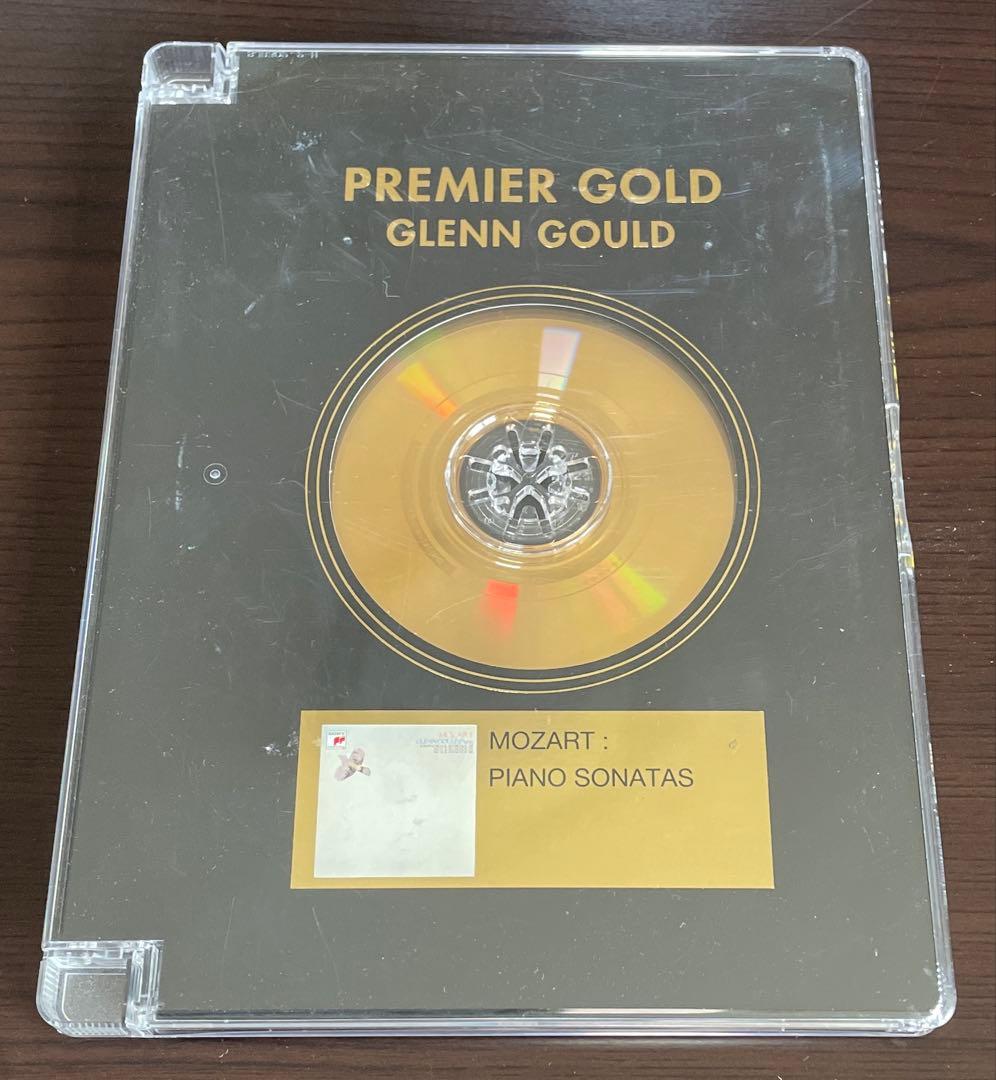 PREMIER GOLD
GLENN GOULD
MOZART :
PIANO SONATAS